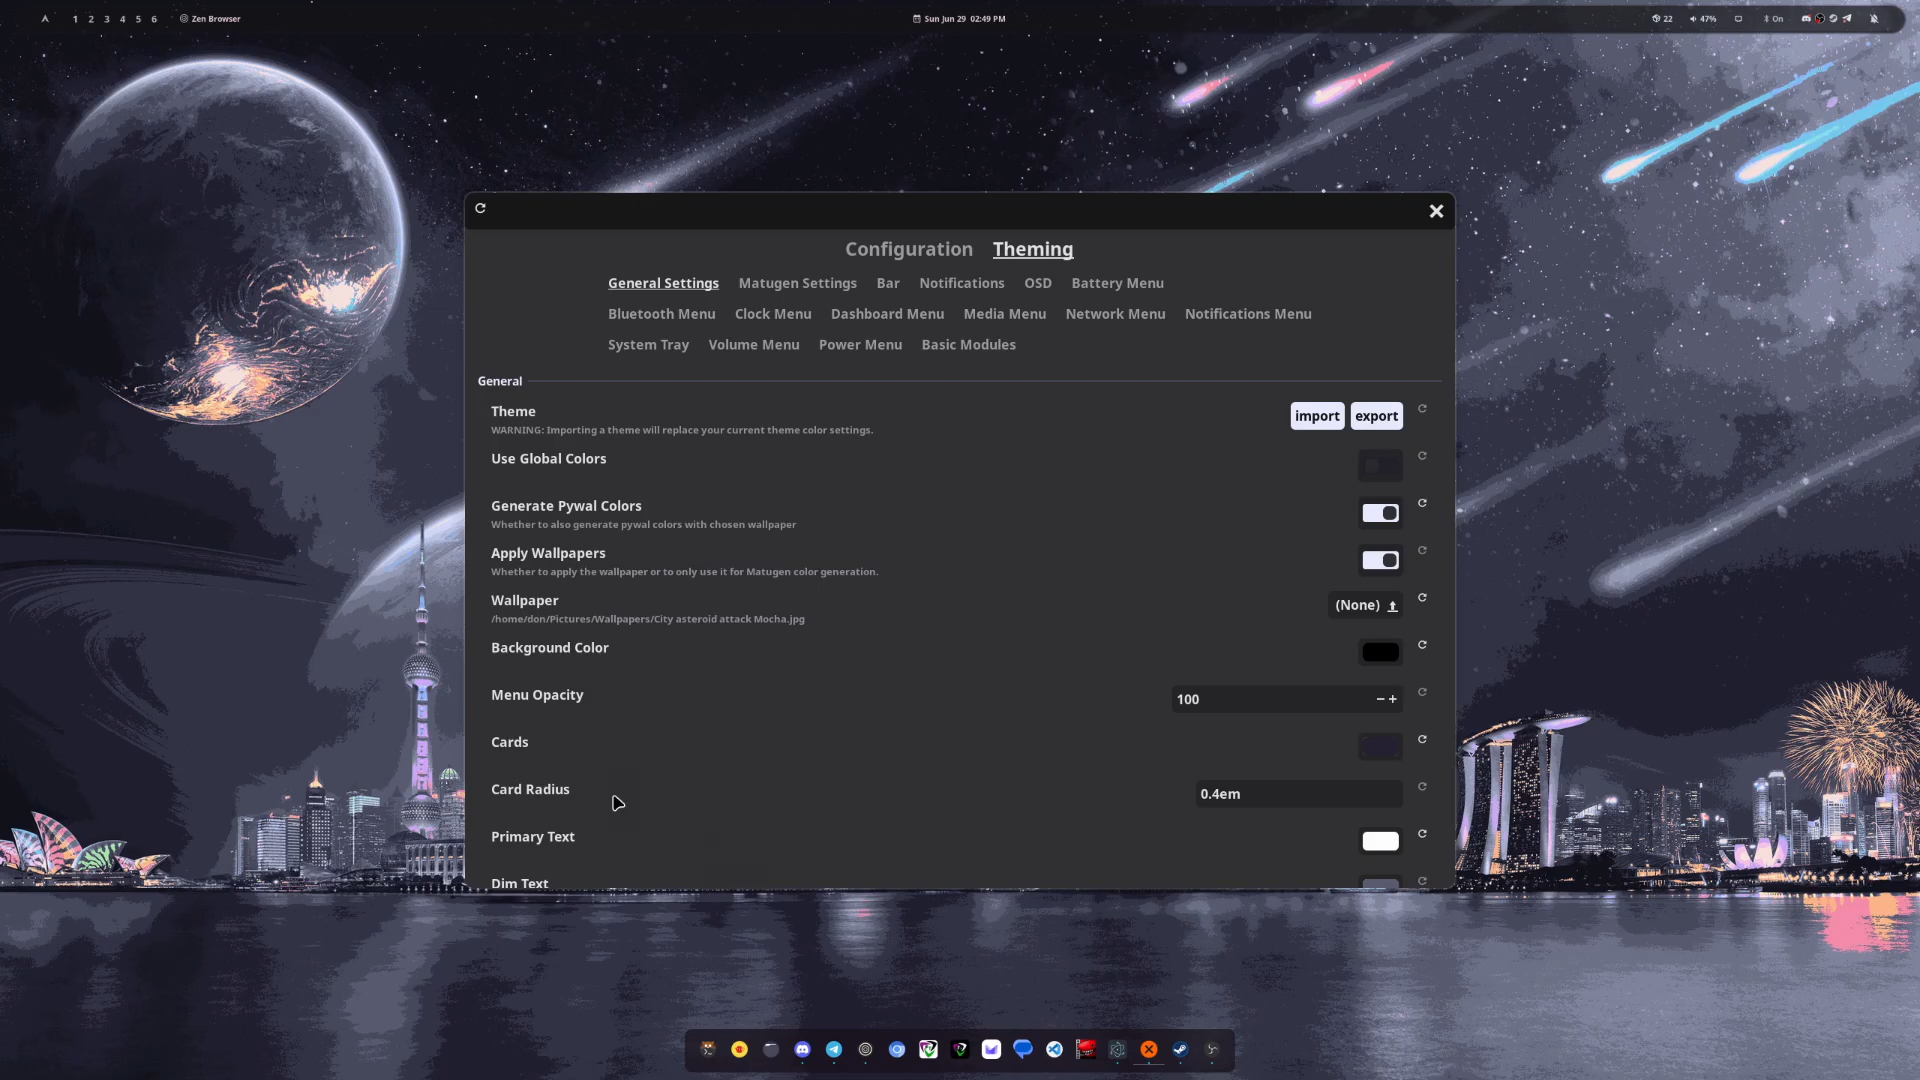 1 2 3 4 5 6 Zen Browser Sun Jun 29 02:49 PM 22 47% On
Configuration Theming
General Settings Matugen Settings Bar Notifications OSD Battery Menu
Bluetooth Menu Clock Menu Dashboard Menu Media Menu Network Menu Notifications Menu
System Tray Volume Menu Power Menu Basic Modules
General
Theme import export
WARNING: Importing a theme will replace your current theme color settings.
Use Global Colors
Generate Pywal Colors
Whether to also generate pywal colors with chosen wallpaper
Apply Wallpapers
Whether to apply the wallpaper or to only use it for Matugen color generation.
Wallpaper (None)
/home/don/Pictures/Wallpapers/City asteroid attack Mocha.jpg
Background Color
Menu Opacity 100 − +
Cards
Card Radius 0.4em
Primary Text
Dim Text